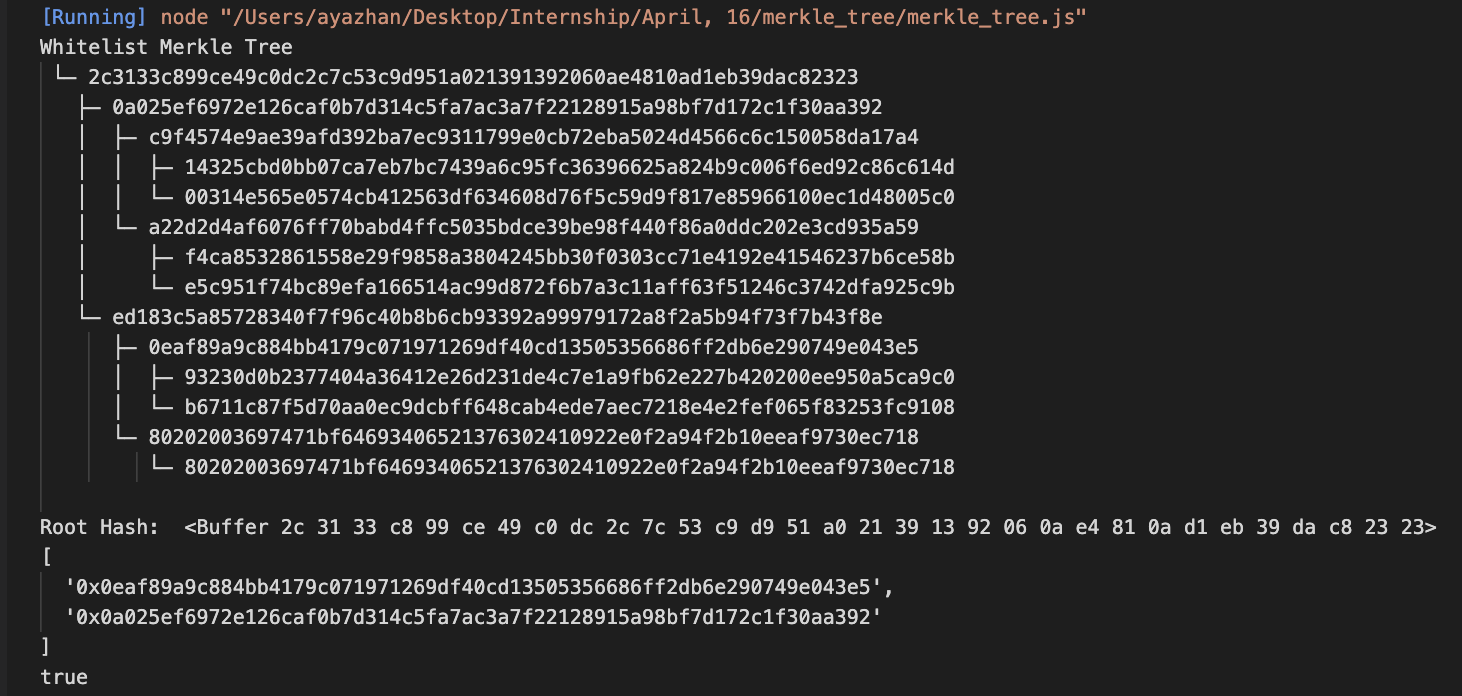 [Running] node "/Users/ayazhan/Desktop/Internship/April, 16/merkle_tree/merkle_tree.js"
Whitelist Merkle Tree
└─ 2c3133c899ce49c0dc2c7c53c9d951a021391392060ae4810ad1eb39dac82323
├─ 0a025ef6972e126caf0b7d314c5fa7ac3a7f22128915a98bf7d172c1f30aa392
│ ├─ c9f4574e9ae39afd392ba7ec9311799e0cb72eba5024d4566c6c150058da17a4
│ │ ├─ 14325cbd0bb07ca7eb7bc7439a6c95fc36396625a824b9c006f6ed92c86c614d
│ │ └─ 00314e565e0574cb412563df634608d76f5c59d9f817e85966100ec1d48005c0
│ └─ a22d2d4af6076ff70babd4ffc5035bdce39be98f440f86a0ddc202e3cd935a59
│ ├─ f4ca8532861558e29f9858a3804245bb30f0303cc71e4192e41546237b6ce58b
│ └─ e5c951f74bc89efa166514ac99d872f6b7a3c11aff63f51246c3742dfa925c9b
└─ ed183c5a85728340f7f96c40b8b6cb93392a99979172a8f2a5b94f73f7b43f8e
├─ 0eaf89a9c884bb4179c071971269df40cd13505356686ff2db6e290749e043e5
│ ├─ 93230d0b2377404a36412e26d231de4c7e1a9fb62e227b420200ee950a5ca9c0
│ └─ b6711c87f5d70aa0ec9dcbff648cab4ede7aec7218e4e2fef065f83253fc9108
└─ 80202003697471bf64693406521376302410922e0f2a94f2b10eeaf9730ec718
└─ 80202003697471bf64693406521376302410922e0f2a94f2b10eeaf9730ec718
Root Hash:  <Buffer 2c 31 33 c8 99 ce 49 c0 dc 2c 7c 53 c9 d9 51 a0 21 39 13 92 06 0a e4 81 0a d1 eb 39 da c8 23 23>
[
'0x0eaf89a9c884bb4179c071971269df40cd13505356686ff2db6e290749e043e5',
'0x0a025ef6972e126caf0b7d314c5fa7ac3a7f22128915a98bf7d172c1f30aa392'
]
true